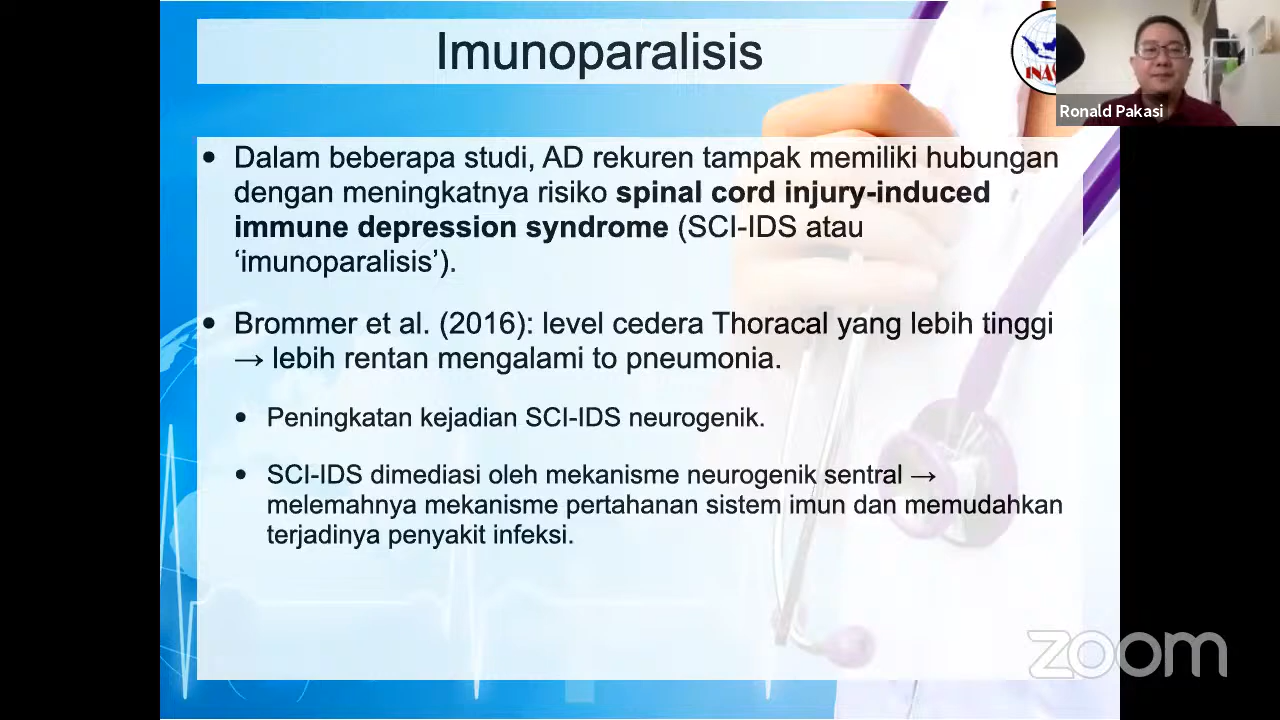 Imunoparalisis
Ronald Pakasi
• Dalam beberapa studi, AD rekuren tampak memiliki hubungan
dengan meningkatnya risiko spinal cord injury-induced
immune depression syndrome (SCI-IDS atau
‘imunoparalisis’).
• Brommer et al. (2016): level cedera Thoracal yang lebih tinggi
→ lebih rentan mengalami to pneumonia.
• Peningkatan kejadian SCI-IDS neurogenik.
• SCI-IDS dimediasi oleh mekanisme neurogenik sentral →
melemahnya mekanisme pertahanan sistem imun dan memudahkan
terjadinya penyakit infeksi.
zoom